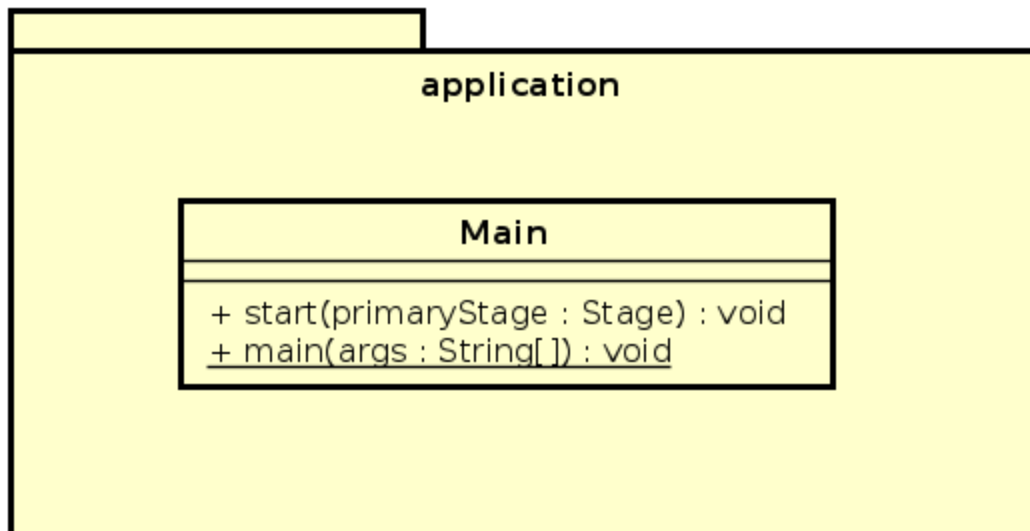 application
Main
+ start(primaryStage : Stage) : void
+ main(args : String[ ]) : void